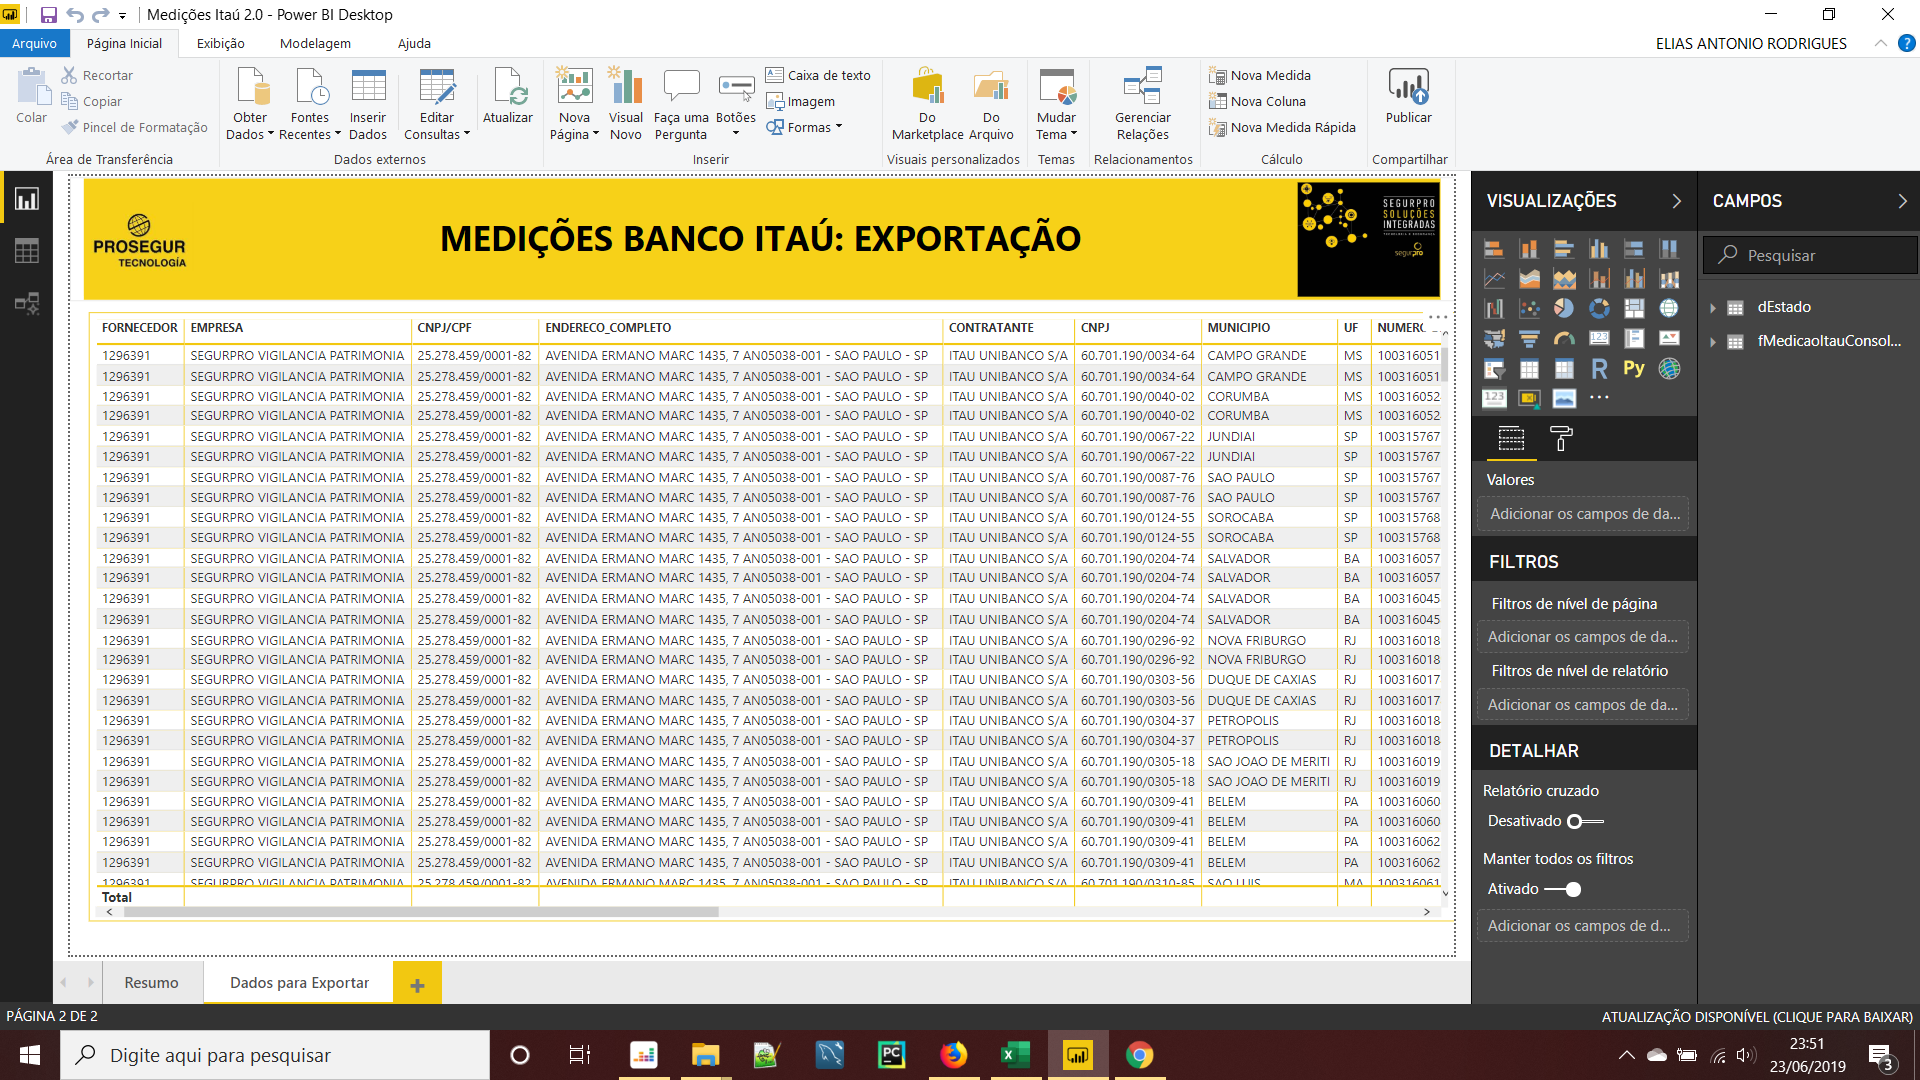 Medições Itaú 2.0 - Power BI Desktop
Arquivo Página Inicial Exibição Modelagem Ajuda ELIAS ANTONIO RODRIGUES
Colar
Recortar
Copiar
Pincel de Formatação
Obter Dados
Fontes Recentes
Inserir Dados
Editar Consultas
Atualizar
Nova Página
Visual Novo
Faça uma Pergunta
Botões
Caixa de texto
Imagem
Formas
Do Marketplace
Do Arquivo
Mudar Tema
Gerenciar Relações
Nova Medida
Nova Coluna
Nova Medida Rápida
Publicar
Área de Transferência Dados externos Inserir Visuais personalizados Temas Relacionamentos Cálculo Compartilhar
PROSEGUR
TECNOLOGÍA
MEDIÇÕES BANCO ITAÚ: EXPORTAÇÃO
SEGURPRO
SOLUÇÕES
INTEGRADAS
segurpro
FORNECEDOR EMPRESA CNPJ/CPF ENDERECO_COMPLETO CONTRATANTE CNPJ MUNICIPIO UF NUMERO
1296391 SEGURPRO VIGILANCIA PATRIMONIA 25.278.459/0001-82 AVENIDA ERMANO MARC 1435, 7 AN05038-001 - SAO PAULO - SP ITAU UNIBANCO S/A 60.701.190/0034-64 CAMPO GRANDE MS 100316051
1296391 SEGURPRO VIGILANCIA PATRIMONIA 25.278.459/0001-82 AVENIDA ERMANO MARC 1435, 7 AN05038-001 - SAO PAULO - SP ITAU UNIBANCO S/A 60.701.190/0034-64 CAMPO GRANDE MS 100316051
1296391 SEGURPRO VIGILANCIA PATRIMONIA 25.278.459/0001-82 AVENIDA ERMANO MARC 1435, 7 AN05038-001 - SAO PAULO - SP ITAU UNIBANCO S/A 60.701.190/0040-02 CORUMBA MS 100316052
1296391 SEGURPRO VIGILANCIA PATRIMONIA 25.278.459/0001-82 AVENIDA ERMANO MARC 1435, 7 AN05038-001 - SAO PAULO - SP ITAU UNIBANCO S/A 60.701.190/0040-02 CORUMBA MS 100316052
1296391 SEGURPRO VIGILANCIA PATRIMONIA 25.278.459/0001-82 AVENIDA ERMANO MARC 1435, 7 AN05038-001 - SAO PAULO - SP ITAU UNIBANCO S/A 60.701.190/0067-22 JUNDIAI SP 100315767
1296391 SEGURPRO VIGILANCIA PATRIMONIA 25.278.459/0001-82 AVENIDA ERMANO MARC 1435, 7 AN05038-001 - SAO PAULO - SP ITAU UNIBANCO S/A 60.701.190/0067-22 JUNDIAI SP 100315767
1296391 SEGURPRO VIGILANCIA PATRIMONIA 25.278.459/0001-82 AVENIDA ERMANO MARC 1435, 7 AN05038-001 - SAO PAULO - SP ITAU UNIBANCO S/A 60.701.190/0087-76 SAO PAULO SP 100315767
1296391 SEGURPRO VIGILANCIA PATRIMONIA 25.278.459/0001-82 AVENIDA ERMANO MARC 1435, 7 AN05038-001 - SAO PAULO - SP ITAU UNIBANCO S/A 60.701.190/0087-76 SAO PAULO SP 100315767
1296391 SEGURPRO VIGILANCIA PATRIMONIA 25.278.459/0001-82 AVENIDA ERMANO MARC 1435, 7 AN05038-001 - SAO PAULO - SP ITAU UNIBANCO S/A 60.701.190/0124-55 SOROCABA SP 100315768
1296391 SEGURPRO VIGILANCIA PATRIMONIA 25.278.459/0001-82 AVENIDA ERMANO MARC 1435, 7 AN05038-001 - SAO PAULO - SP ITAU UNIBANCO S/A 60.701.190/0124-55 SOROCABA SP 100315768
1296391 SEGURPRO VIGILANCIA PATRIMONIA 25.278.459/0001-82 AVENIDA ERMANO MARC 1435, 7 AN05038-001 - SAO PAULO - SP ITAU UNIBANCO S/A 60.701.190/0204-74 SALVADOR BA 100316057
1296391 SEGURPRO VIGILANCIA PATRIMONIA 25.278.459/0001-82 AVENIDA ERMANO MARC 1435, 7 AN05038-001 - SAO PAULO - SP ITAU UNIBANCO S/A 60.701.190/0204-74 SALVADOR BA 100316057
1296391 SEGURPRO VIGILANCIA PATRIMONIA 25.278.459/0001-82 AVENIDA ERMANO MARC 1435, 7 AN05038-001 - SAO PAULO - SP ITAU UNIBANCO S/A 60.701.190/0204-74 SALVADOR BA 100316045
1296391 SEGURPRO VIGILANCIA PATRIMONIA 25.278.459/0001-82 AVENIDA ERMANO MARC 1435, 7 AN05038-001 - SAO PAULO - SP ITAU UNIBANCO S/A 60.701.190/0204-74 SALVADOR BA 100316045
1296391 SEGURPRO VIGILANCIA PATRIMONIA 25.278.459/0001-82 AVENIDA ERMANO MARC 1435, 7 AN05038-001 - SAO PAULO - SP ITAU UNIBANCO S/A 60.701.190/0296-92 NOVA FRIBURGO RJ 100316018
1296391 SEGURPRO VIGILANCIA PATRIMONIA 25.278.459/0001-82 AVENIDA ERMANO MARC 1435, 7 AN05038-001 - SAO PAULO - SP ITAU UNIBANCO S/A 60.701.190/0296-92 NOVA FRIBURGO RJ 100316018
1296391 SEGURPRO VIGILANCIA PATRIMONIA 25.278.459/0001-82 AVENIDA ERMANO MARC 1435, 7 AN05038-001 - SAO PAULO - SP ITAU UNIBANCO S/A 60.701.190/0303-56 DUQUE DE CAXIAS RJ 100316017
1296391 SEGURPRO VIGILANCIA PATRIMONIA 25.278.459/0001-82 AVENIDA ERMANO MARC 1435, 7 AN05038-001 - SAO PAULO - SP ITAU UNIBANCO S/A 60.701.190/0303-56 DUQUE DE CAXIAS RJ 100316017
1296391 SEGURPRO VIGILANCIA PATRIMONIA 25.278.459/0001-82 AVENIDA ERMANO MARC 1435, 7 AN05038-001 - SAO PAULO - SP ITAU UNIBANCO S/A 60.701.190/0304-37 PETROPOLIS RJ 100316018
1296391 SEGURPRO VIGILANCIA PATRIMONIA 25.278.459/0001-82 AVENIDA ERMANO MARC 1435, 7 AN05038-001 - SAO PAULO - SP ITAU UNIBANCO S/A 60.701.190/0304-37 PETROPOLIS RJ 100316018
1296391 SEGURPRO VIGILANCIA PATRIMONIA 25.278.459/0001-82 AVENIDA ERMANO MARC 1435, 7 AN05038-001 - SAO PAULO - SP ITAU UNIBANCO S/A 60.701.190/0305-18 SAO JOAO DE MERITI RJ 100316019
1296391 SEGURPRO VIGILANCIA PATRIMONIA 25.278.459/0001-82 AVENIDA ERMANO MARC 1435, 7 AN05038-001 - SAO PAULO - SP ITAU UNIBANCO S/A 60.701.190/0305-18 SAO JOAO DE MERITI RJ 100316019
1296391 SEGURPRO VIGILANCIA PATRIMONIA 25.278.459/0001-82 AVENIDA ERMANO MARC 1435, 7 AN05038-001 - SAO PAULO - SP ITAU UNIBANCO S/A 60.701.190/0309-41 BELEM PA 100316060
1296391 SEGURPRO VIGILANCIA PATRIMONIA 25.278.459/0001-82 AVENIDA ERMANO MARC 1435, 7 AN05038-001 - SAO PAULO - SP ITAU UNIBANCO S/A 60.701.190/0309-41 BELEM PA 100316060
1296391 SEGURPRO VIGILANCIA PATRIMONIA 25.278.459/0001-82 AVENIDA ERMANO MARC 1435, 7 AN05038-001 - SAO PAULO - SP ITAU UNIBANCO S/A 60.701.190/0309-41 BELEM PA 100316062
1296391 SEGURPRO VIGILANCIA PATRIMONIA 25.278.459/0001-82 AVENIDA ERMANO MARC 1435, 7 AN05038-001 - SAO PAULO - SP ITAU UNIBANCO S/A 60.701.190/0309-41 BELEM PA 100316062
1296391 SEGURPRO VIGILANCIA PATRIMONIA 25.278.459/0001-82 AVENIDA ERMANO MARC 1435, 7 AN05038-001 - SAO PAULO - SP ITAU UNIBANCO S/A 60.701.190/0310-85 SAO LUIS MA 100316061
Total
VISUALIZAÇÕES
R Py
123
123
Valores
Adicionar os campos de da...
FILTROS
Filtros de nível de página
Adicionar os campos de da...
Filtros de nível de relatório
Adicionar os campos de da...
DETALHAR
Relatório cruzado
Desativado
Manter todos os filtros
Ativado
Adicionar os campos de d...
CAMPOS
Pesquisar
dEstado
fMedicaoItauConsol...
Resumo Dados para Exportar
PÁGINA 2 DE 2 ATUALIZAÇÃO DISPONÍVEL (CLIQUE PARA BAIXAR)
Digite aqui para pesquisar
PC
23:51
23/06/2019
3